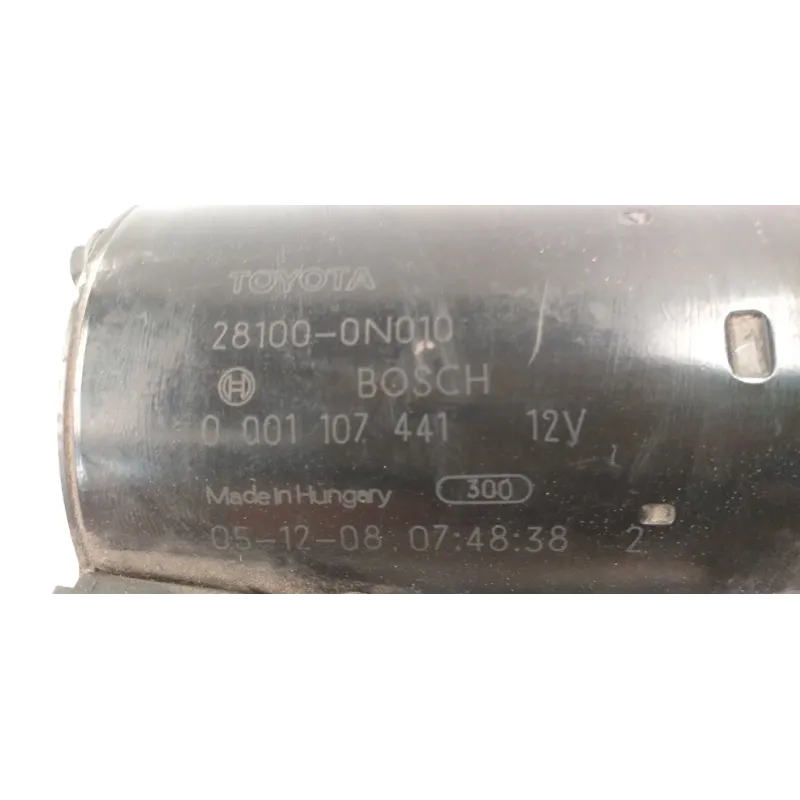 TOYOTA
28100-0N010
BOSCH
0 001 107 441 12V
Made in Hungary 300
05-12-08 07:48:38 2